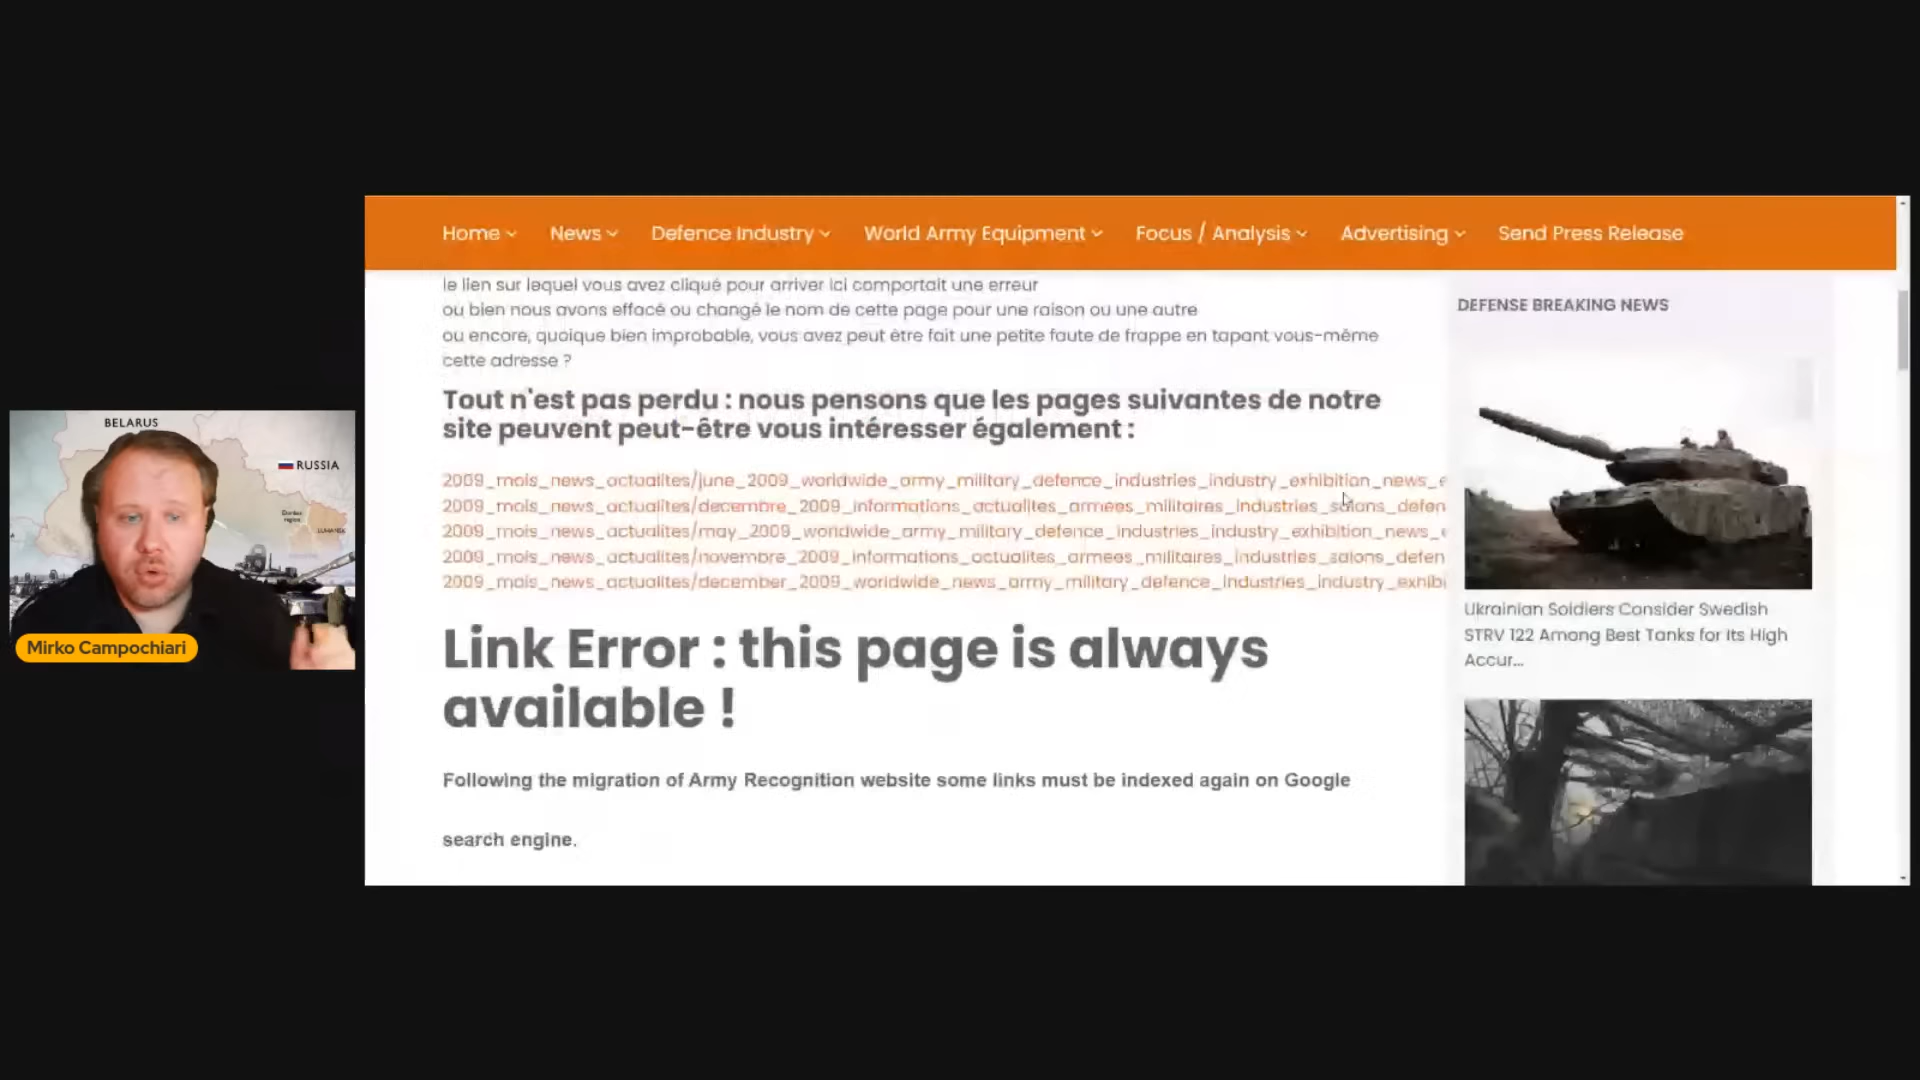 Home News Defence Industry World Army Equipment Focus / Analysis Advertising Send Press Release
le lien sur lequel vous avez cliqué pour arriver ici comportait une erreur
ou bien nous avons effacé ou changé le nom de cette page pour une raison ou une autre
ou encore, quoique bien improbable, vous avez peut être fait une petite faute de frappe en tapant vous-même
cette adresse ?
Tout n'est pas perdu : nous pensons que les pages suivantes de notre
site peuvent peut-être vous intéresser également :
2009_mois_news_actualites/june_2009_worldwide_army_military_defence_industries_industry_exhibition_news_e
2009_mois_news_actualites/decembre_2009_informations_actualites_armees_militaires_industries_salons_defen
2009_mois_news_actualites/may_2009_worldwide_army_military_defence_industries_industry_exhibition_news_e
2009_mois_news_actualites/novembre_2009_informations_actualites_armees_militaires_industries_salons_defen
2009_mois_news_actualites/december_2009_worldwide_news_army_military_defence_industries_industry_exhibi
Link Error : this page is always
available !
Following the migration of Army Recognition website some links must be indexed again on Google
search engine.
DEFENSE BREAKING NEWS
Ukrainian Soldiers Consider Swedish
STRV 122 Among Best Tanks for Its High
Accur...
BELARUS
RUSSIA
Donbas
region
LUHANSK
Mirko Campochiari